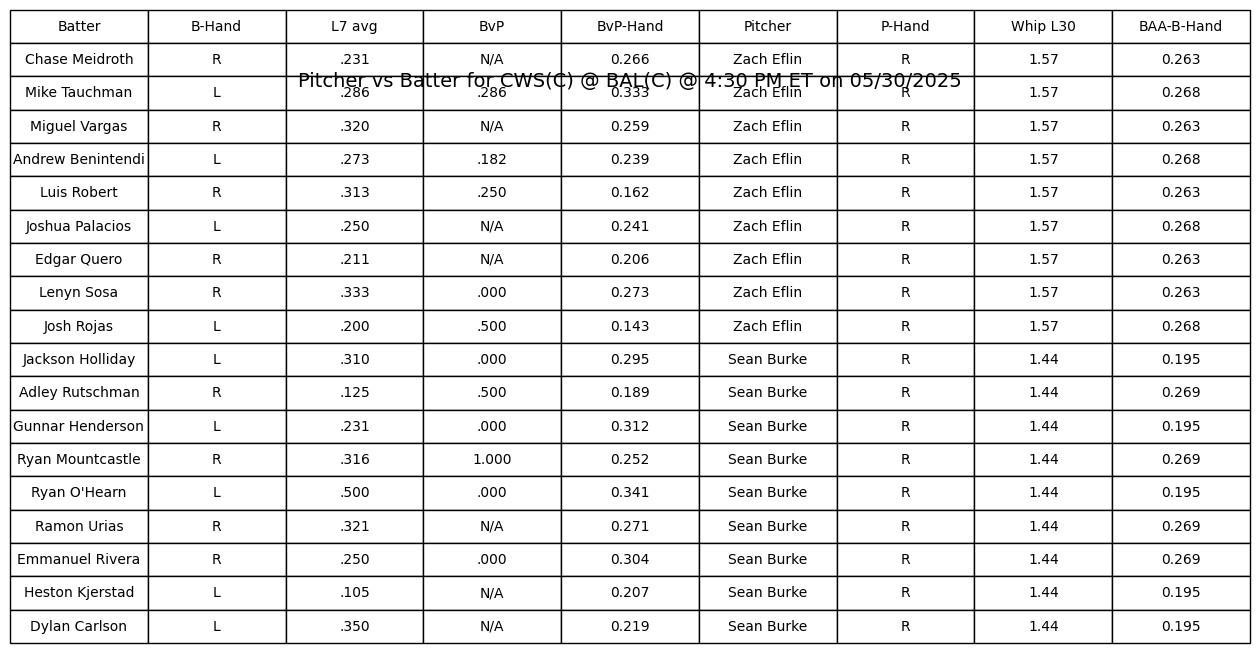 Batter B-Hand L7 avg BvP BvP-Hand Pitcher P-Hand Whip L30 BAA-B-Hand
Chase Meidroth R .231 N/A 0.266 Zach Eflin R 1.57 0.263
Pitcher vs Batter for CWS(C) @ BAL(C) @ 4:30 PM ET on 05/30/2025
Mike Tauchman L .286 .286 0.333 Zach Eflin R 1.57 0.268
Miguel Vargas R .320 N/A 0.259 Zach Eflin R 1.57 0.263
Andrew Benintendi L .273 .182 0.239 Zach Eflin R 1.57 0.268
Luis Robert R .313 .250 0.162 Zach Eflin R 1.57 0.263
Joshua Palacios L .250 N/A 0.241 Zach Eflin R 1.57 0.268
Edgar Quero R .211 N/A 0.206 Zach Eflin R 1.57 0.263
Lenyn Sosa R .333 .000 0.273 Zach Eflin R 1.57 0.263
Josh Rojas L .200 .500 0.143 Zach Eflin R 1.57 0.268
Jackson Holliday L .310 .000 0.295 Sean Burke R 1.44 0.195
Adley Rutschman R .125 .500 0.189 Sean Burke R 1.44 0.269
Gunnar Henderson L .231 .000 0.312 Sean Burke R 1.44 0.195
Ryan Mountcastle R .316 1.000 0.252 Sean Burke R 1.44 0.269
Ryan O'Hearn L .500 .000 0.341 Sean Burke R 1.44 0.195
Ramon Urias R .321 N/A 0.271 Sean Burke R 1.44 0.269
Emmanuel Rivera R .250 .000 0.304 Sean Burke R 1.44 0.269
Heston Kjerstad L .105 N/A 0.207 Sean Burke R 1.44 0.195
Dylan Carlson L .350 N/A 0.219 Sean Burke R 1.44 0.195